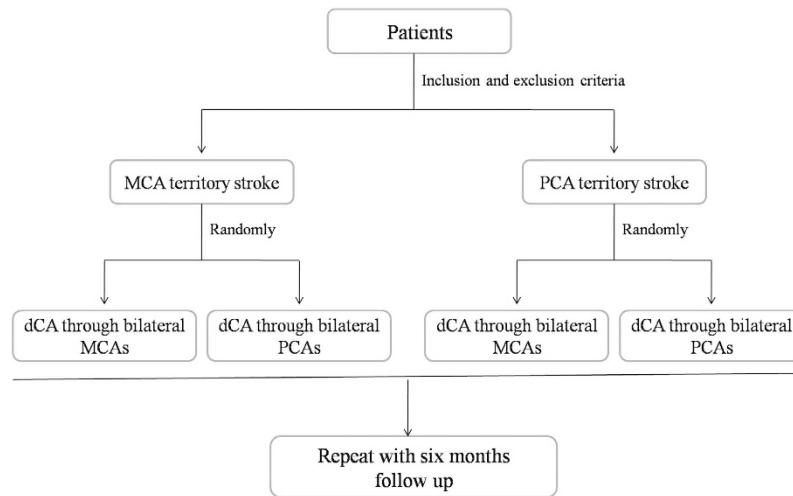 Patients
Inclusion and exclusion criteria
MCA territory stroke
PCA territory stroke
Randomly
Randomly
dCA through bilateral
MCAs
dCA through bilateral
PCAs
dCA through bilateral
MCAs
dCA through bilateral
PCAs
Repeat with six months
follow up